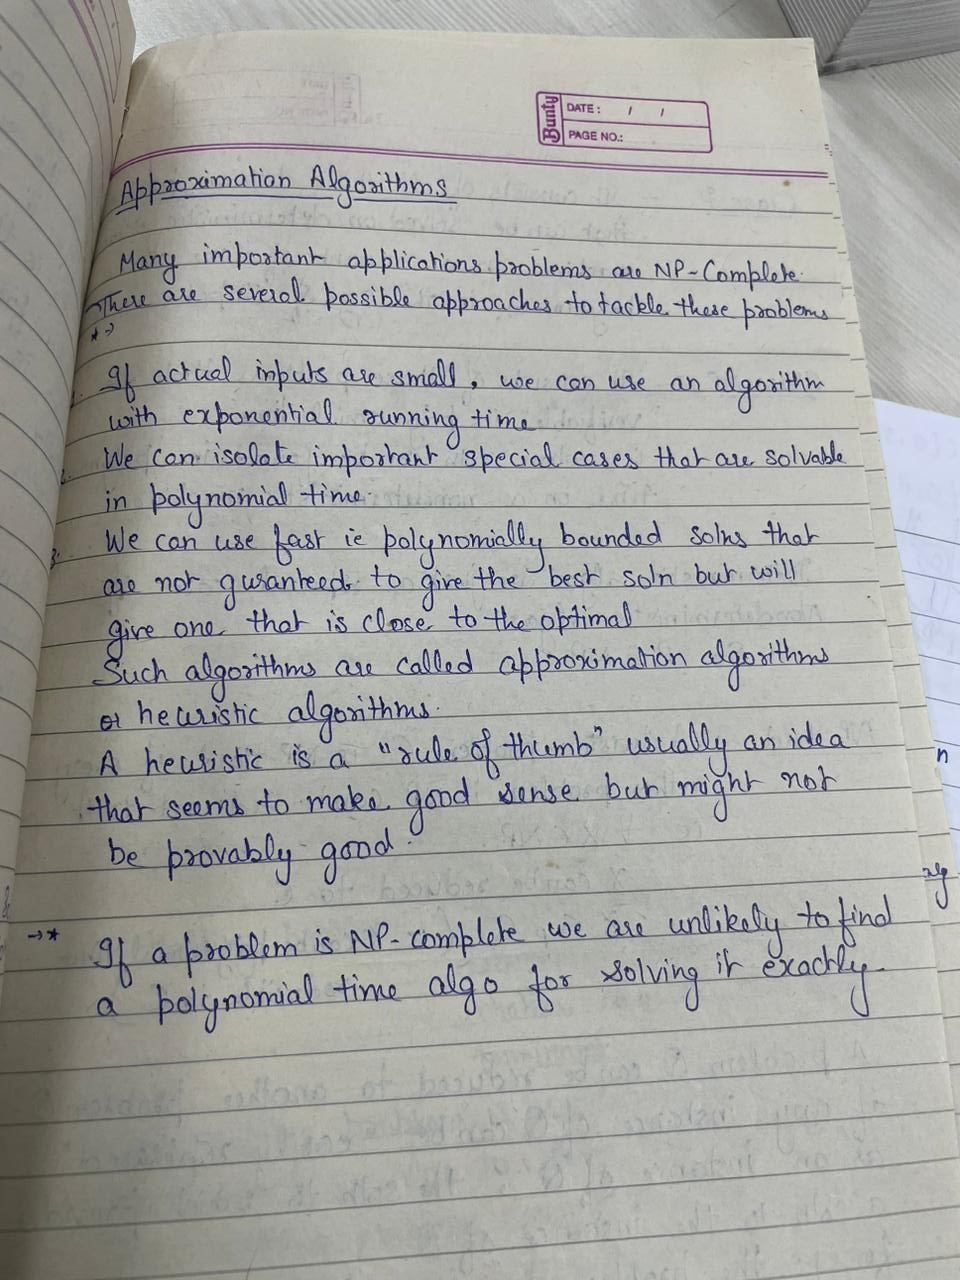 Bunty
DATE: / /
PAGE NO.:
Approximation Algorithms
Many important applications problems are NP-Complete.
There are several possible approaches to tackle these problems
*→
1. If actual inputs are small, we can use an algorithm
with exponential running time
2. We can isolate important special cases that are solvable
in polynomial time.
3. We can use fast ie polynomially bounded solns that
are not guranteed to give the best soln but will
give one that is close to the optimal
Such algorithms are called approximation algorithms
or heuristic algorithms.
A heuristic is a "rule of thumb" usually an idea
that seems to make good sense but might not
be provably good.
→* If a problem is NP-complete we are unlikely to find
a polynomial time algo for solving it exactly.
n